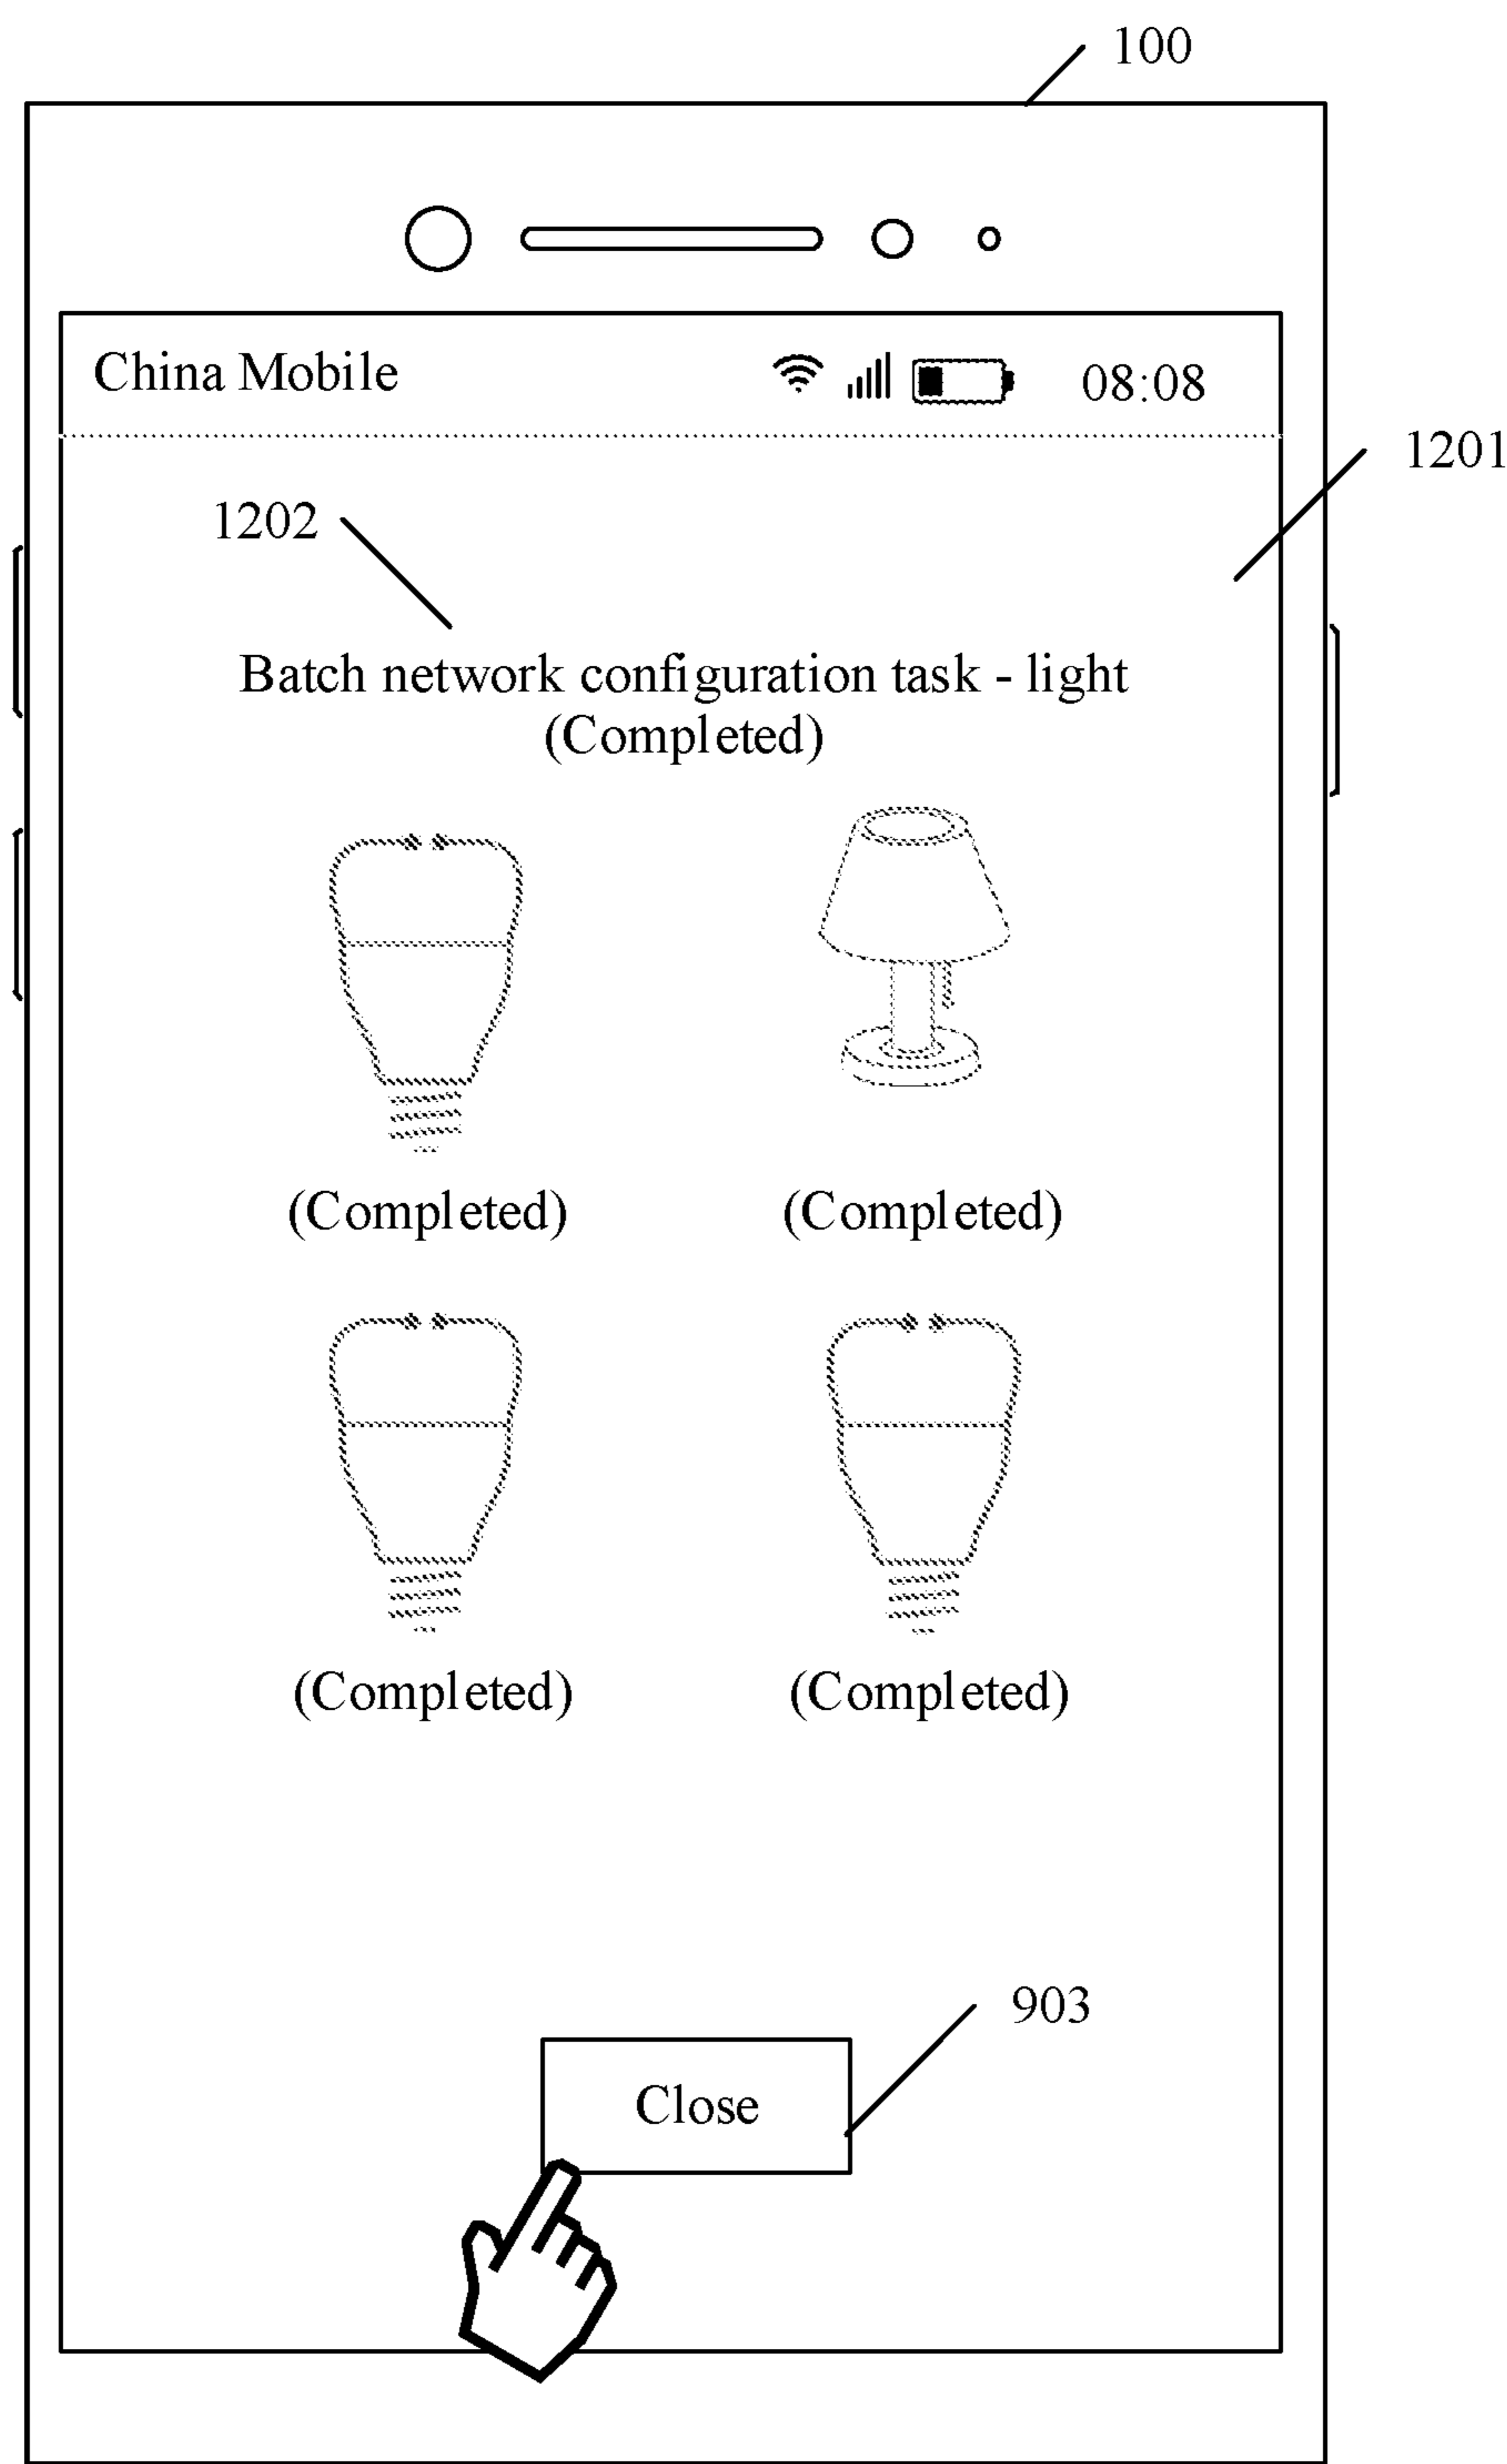 100
China Mobile 08:08
1201
1202
Batch network configuration task - light
(Completed)
(Completed) (Completed)
(Completed) (Completed)
903
Close